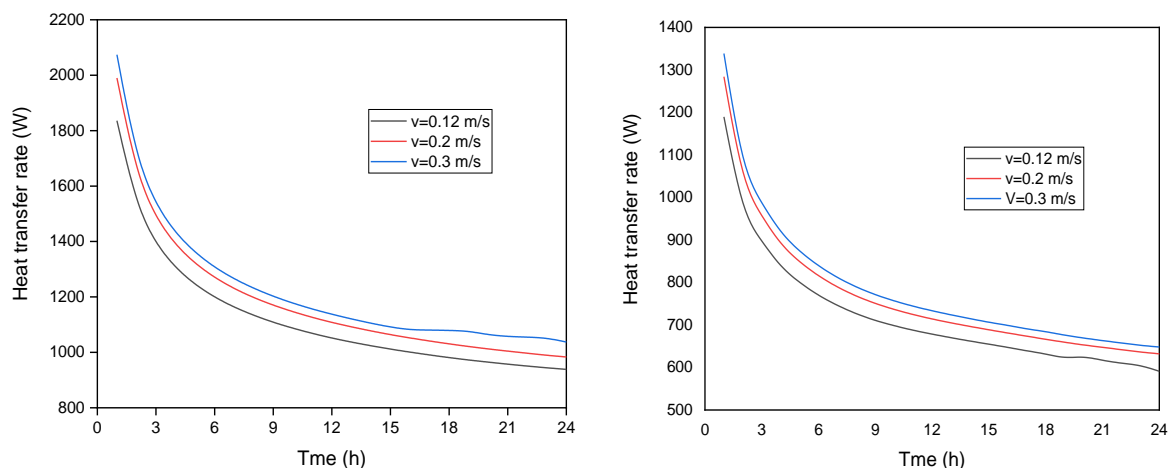 2200
2000
1800
1600
1400
1200
1000
800
Heat transfer rate (W)
v=0.12 m/s
v=0.2 m/s
v=0.3 m/s
0 3 6 9 12 15 18 21 24
Tme (h)
1400
1300
1200
1100
1000
900
800
700
600
500
Heat transfer rate (W)
v=0.12 m/s
v=0.2 m/s
V=0.3 m/s
0 3 6 9 12 15 18 21 24
Tme (h)